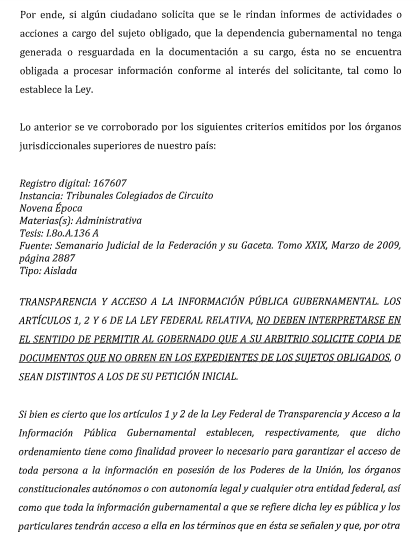 Por ende, si algún ciudadano solicita que se le rindan informes de actividades o
acciones a cargo del sujeto obligado, que la dependencia gubernamental no tenga
generada o resguardada en la documentación a su cargo, ésta no se encuentra
obligada a procesar información conforme al interés del solicitante, tal como lo
establece la Ley.
Lo anterior se ve corroborado por los siguientes criterios emitidos por los órganos
jurisdiccionales superiores de nuestro país:
Registro digital: 167607
Instancia: Tribunales Colegiados de Circuito
Novena Época
Materias(s): Administrativa
Tesis: I.8o.A.136 A
Fuente: Semanario Judicial de la Federación y su Gaceta. Tomo XXIX, Marzo de 2009,
página 2887
Tipo: Aislada
TRANSPARENCIA Y ACCESO A LA INFORMACIÓN PÚBLICA GUBERNAMENTAL. LOS
ARTÍCULOS 1, 2 Y 6 DE LA LEY FEDERAL RELATIVA, NO DEBEN INTERPRETARSE EN
EL SENTIDO DE PERMITIR AL GOBERNADO QUE A SU ARBITRIO SOLICITE COPIA DE
DOCUMENTOS QUE NO OBREN EN LOS EXPEDIENTES DE LOS SUJETOS OBLIGADOS, O
SEAN DISTINTOS A LOS DE SU PETICIÓN INICIAL.
Si bien es cierto que los artículos 1 y 2 de la Ley Federal de Transparencia y Acceso a la
Información Pública Gubernamental establecen, respectivamente, que dicho
ordenamiento tiene como finalidad proveer lo necesario para garantizar el acceso de
toda persona a la información en posesión de los Poderes de la Unión, los órganos
constitucionales autónomos o con autonomía legal y cualquier otra entidad federal, así
como que toda la información gubernamental a que se refiere dicha ley es pública y los
particulares tendrán acceso a ella en los términos que en ésta se señalen y que, por otra